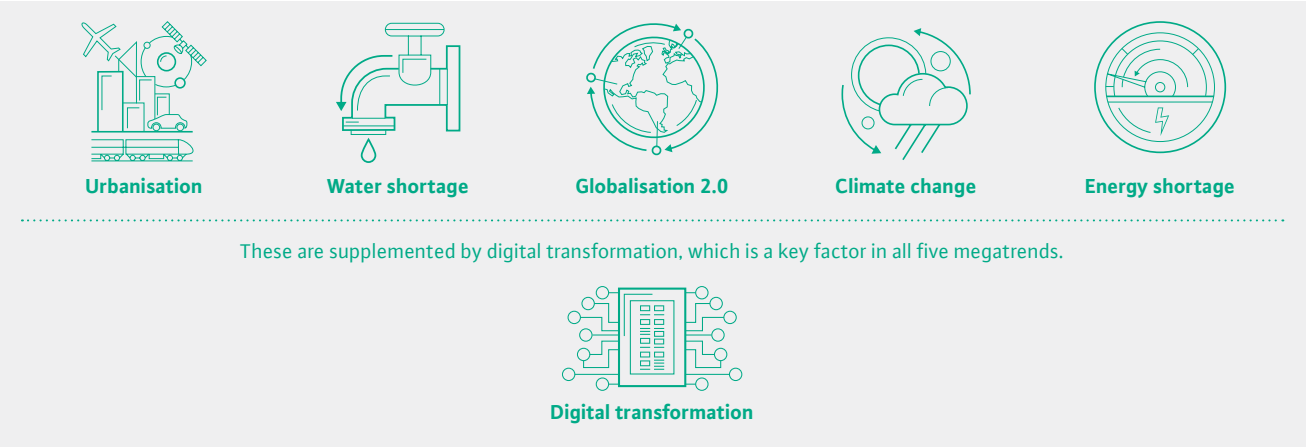 Urbanisation
Water shortage
Globalisation 2.0
Climate change
Energy shortage
These are supplemented by digital transformation, which is a key factor in all five megatrends.
Digital transformation